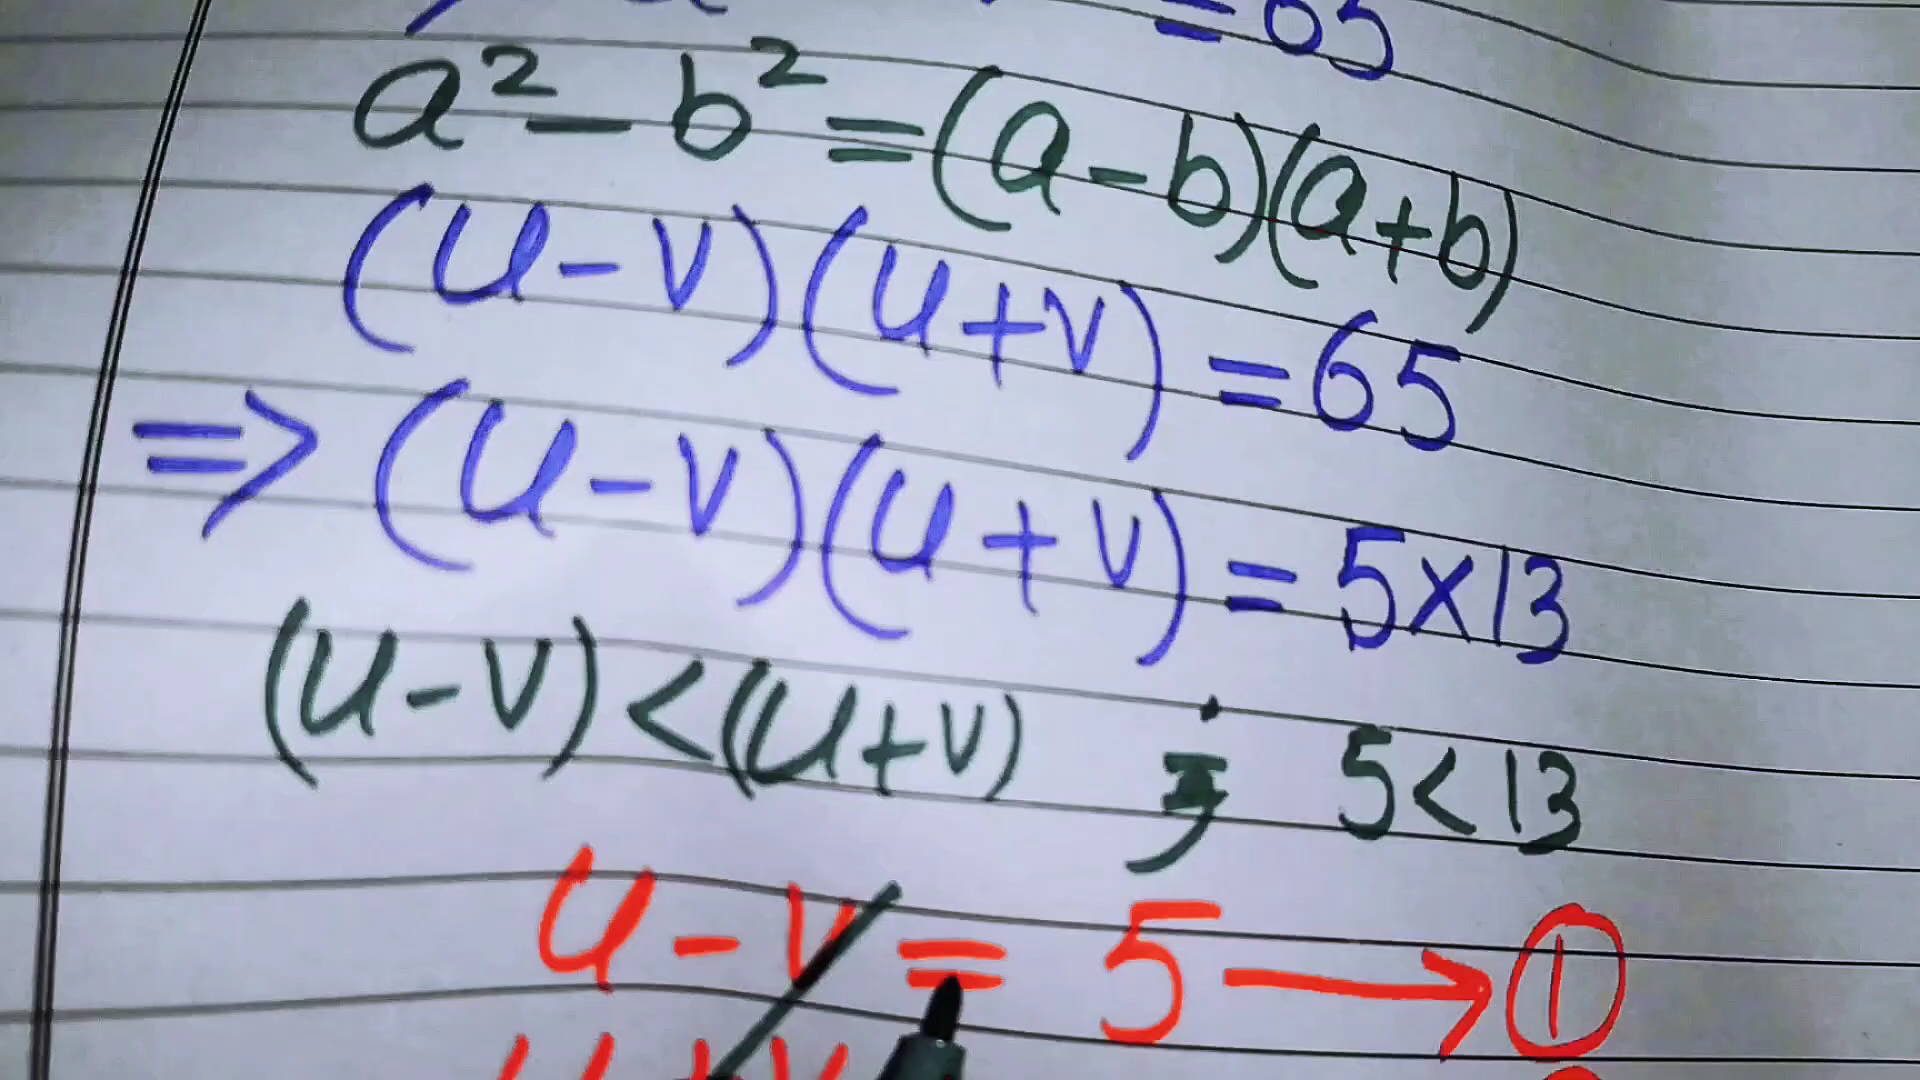 = 65
a² - b² = (a-b)(a+b)
(u-v)(u+v) = 65
⇒ (u-v)(u+v) = 5×13
(u-v) < (u+v) ; 5 < 13
u - v = 5 → ①
u + v